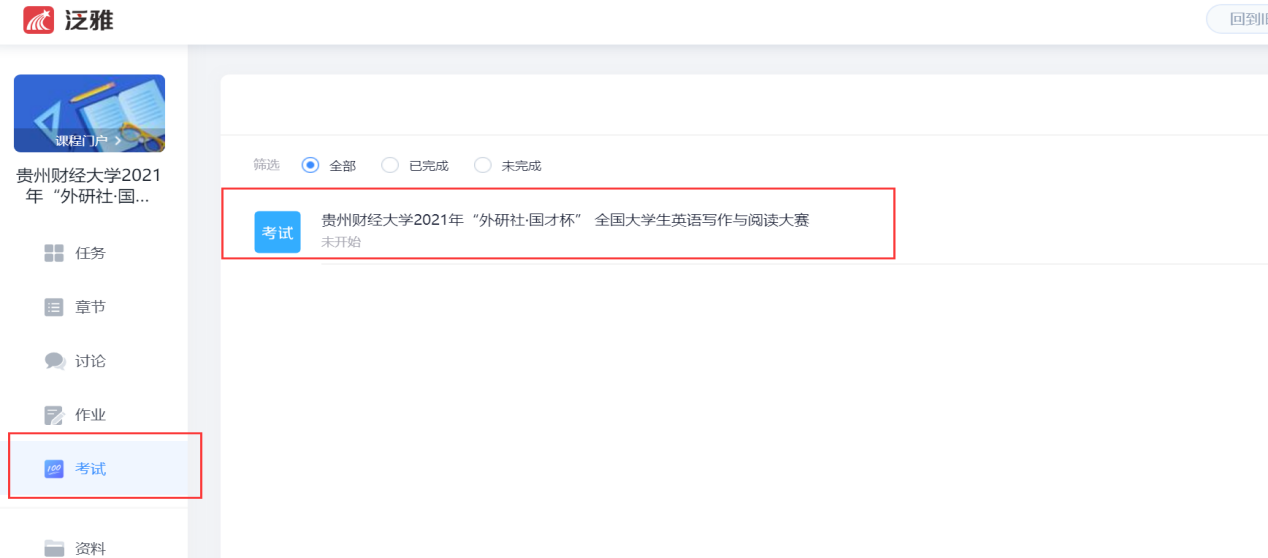 泛雅
回到
课程门户 >
贵州财经大学2021
年“外研社·国...
任务
章节
讨论
作业
100 考试
资料
筛选 全部 已完成 未完成
考试
贵州财经大学2021年“外研社·国才杯” 全国大学生英语写作与阅读大赛
未开始